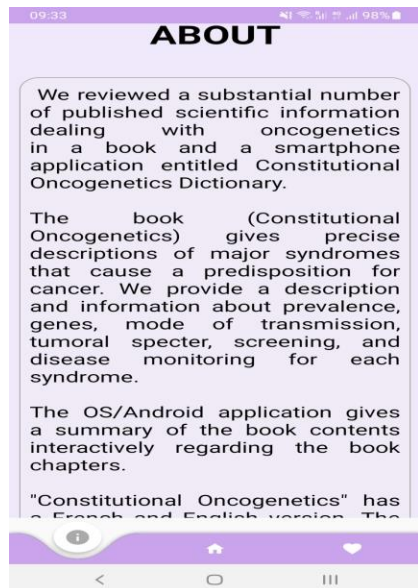 09:33 98%
ABOUT
We reviewed a substantial number
of published scientific information
dealing with oncogenetics
in a book and a smartphone
application entitled Constitutional
Oncogenetics Dictionary.
The book (Constitutional
Oncogenetics) gives precise
descriptions of major syndromes
that cause a predisposition for
cancer. We provide a description
and information about prevalence,
genes, mode of transmission,
tumoral specter, screening, and
disease monitoring for each
syndrome.
The OS/Android application gives
a summary of the book contents
interactively regarding the book
chapters.
"Constitutional Oncogenetics" has
a French and English version. The